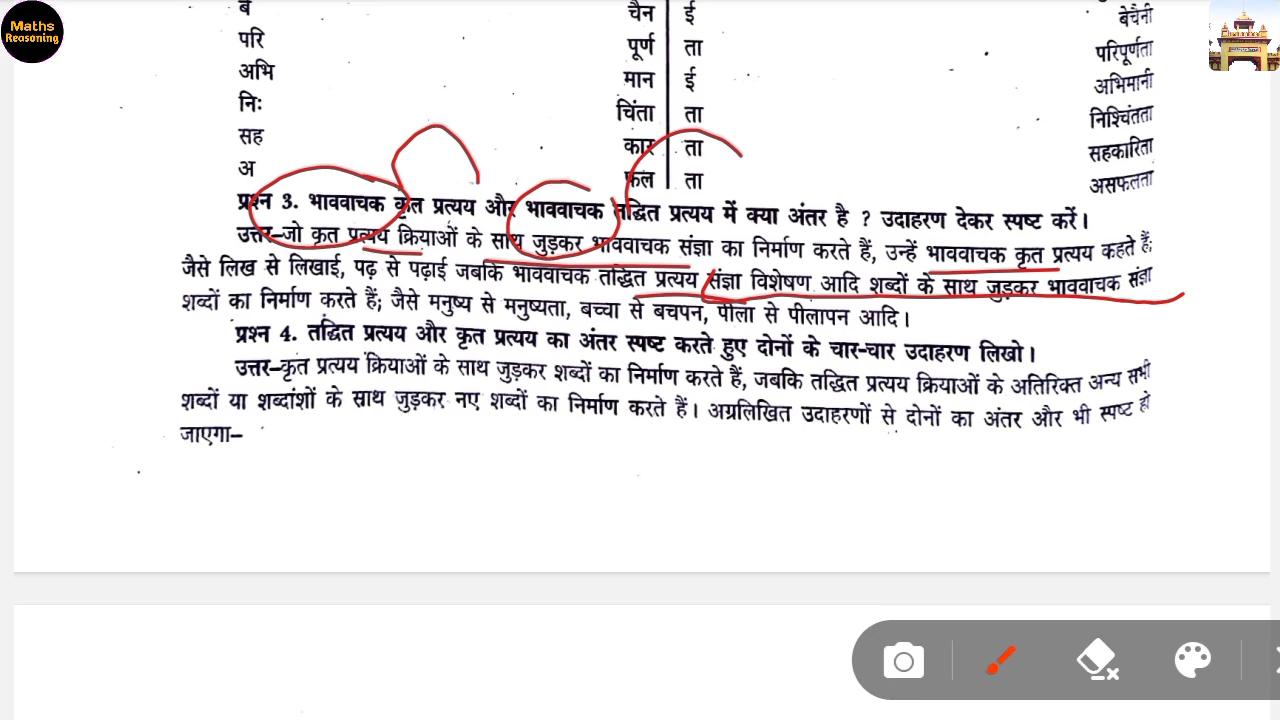 Maths
Reasoning
बे चैन ई बेचैनी
परि पूर्ण ता परिपूर्णता
अभि मान ई अभिमानी
निः चिंता ता निश्चिंतता
सह कार ता सहकारिता
अ फल ता असफलता
प्रश्न 3. भाववाचक कृत प्रत्यय और भाववाचक तद्धित प्रत्यय में क्या अंतर है ? उदाहरण देकर स्पष्ट करें।
उत्तर–जो कृत प्रत्यय क्रियाओं के साथ जुड़कर भाववाचक संज्ञा का निर्माण करते हैं, उन्हें भाववाचक कृत प्रत्यय कहते हैं;
जैसे लिख से लिखाई, पढ़ से पढ़ाई जबकि भाववाचक तद्धित प्रत्यय संज्ञा विशेषण आदि शब्दों के साथ जुड़कर भाववाचक संज्ञा
शब्दों का निर्माण करते हैं; जैसे मनुष्य से मनुष्यता, बच्चा से बचपन, पीला से पीलापन आदि।
प्रश्न 4. तद्धित प्रत्यय और कृत प्रत्यय का अंतर स्पष्ट करते हुए दोनों के चार-चार उदाहरण लिखो।
उत्तर–कृत प्रत्यय क्रियाओं के साथ जुड़कर शब्दों का निर्माण करते हैं, जबकि तद्धित प्रत्यय क्रियाओं के अतिरिक्त अन्य सभी
शब्दों या शब्दांशों के साथ जुड़कर नए शब्दों का निर्माण करते हैं। अग्रलिखित उदाहरणों से दोनों का अंतर और भी स्पष्ट हो
जाएगा–